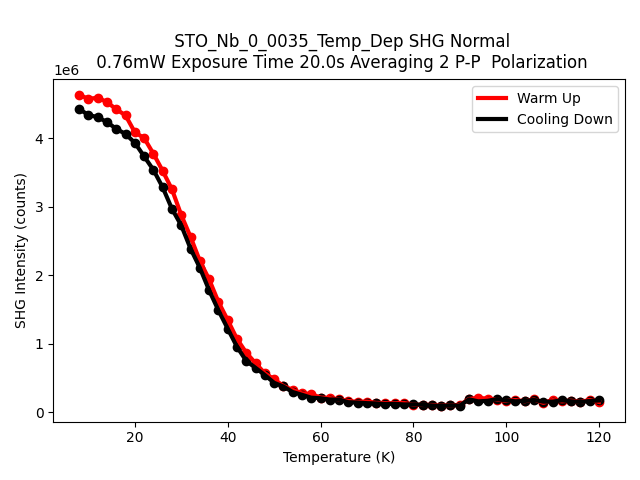 STO_Nb_0_0035_Temp_Dep SHG Normal
0.76mW Exposure Time 20.0s Averaging 2 P-P  Polarization
1e6
Warm Up
Cooling Down
4
3
2
1
0
SHG Intensity (counts)
20 40 60 80 100 120
Temperature (K)